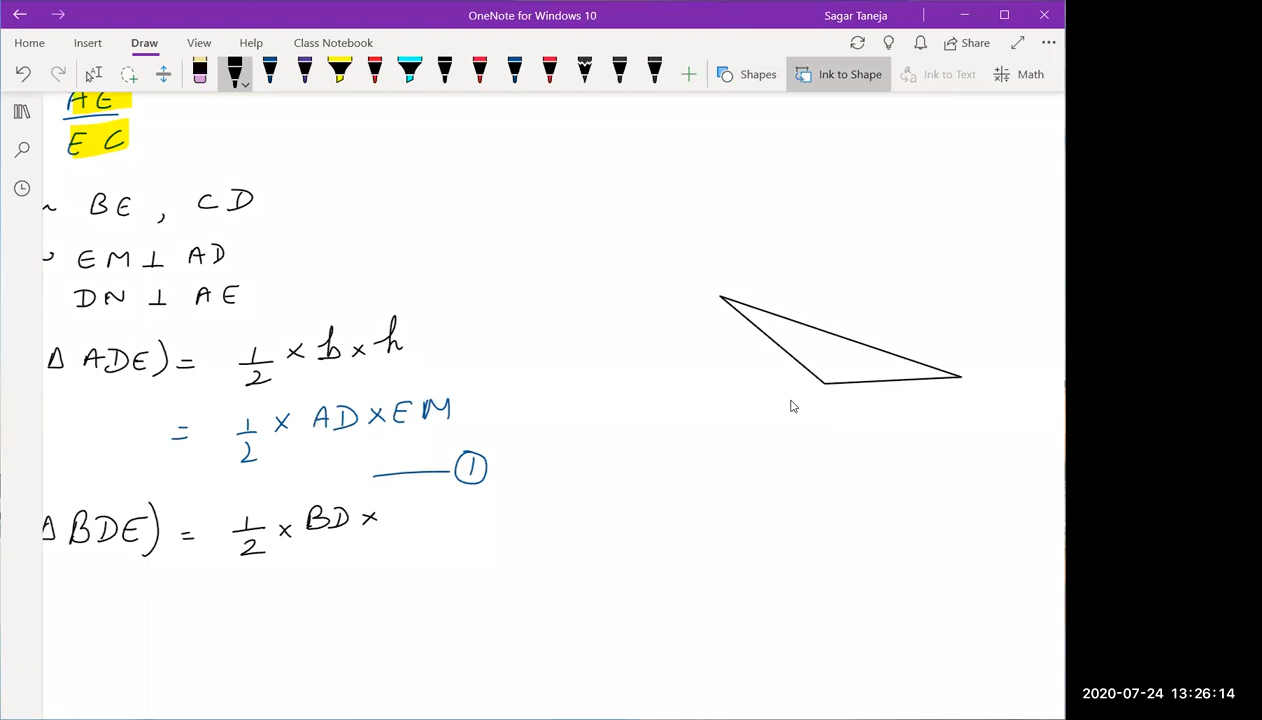 OneNote for Windows 10
Sagar Taneja
Home Insert Draw View Help Class Notebook
Share
Shapes Ink to Shape Ink to Text Math
AE
EC
BE , CD
EM ⊥ AD
DN ⊥ AE
Δ ADE) = 1/2 × b × h
= 1/2 × AD × EM
——— ①
Δ BDE) = 1/2 × BD ×
2020-07-24 13:26:14